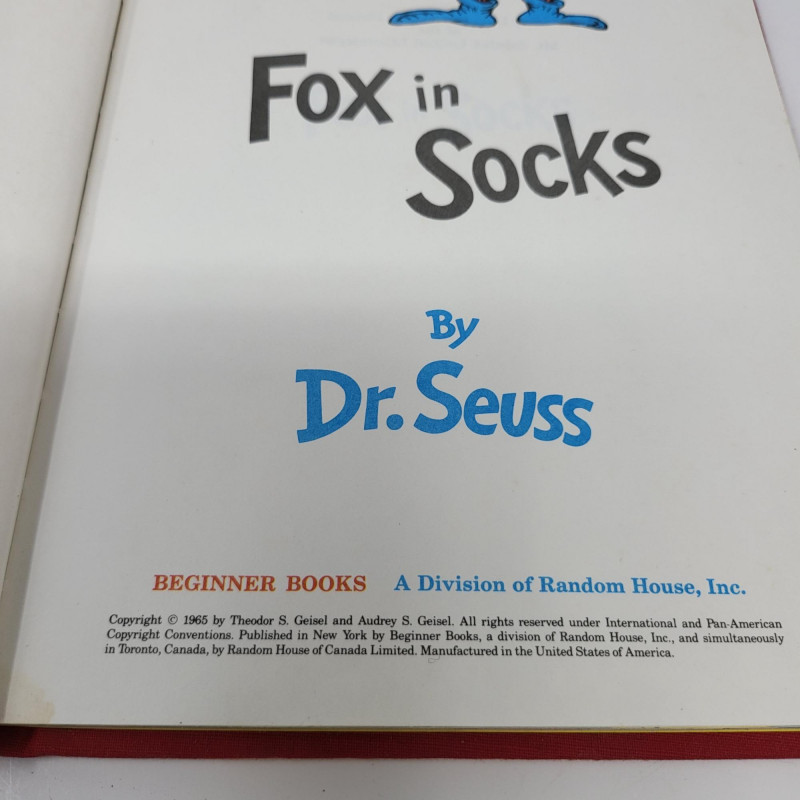 Fox in
Socks
By
Dr. Seuss
BEGINNER BOOKS A Division of Random House, Inc.
Copyright © 1965 by Theodor S. Geisel and Audrey S. Geisel. All rights reserved under International and Pan-American
Copyright Conventions. Published in New York by Beginner Books, a division of Random House, Inc., and simultaneously
in Toronto, Canada, by Random House of Canada Limited. Manufactured in the United States of America.